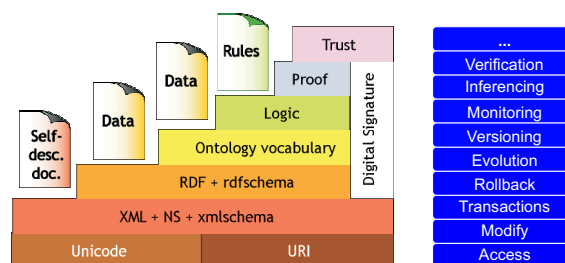 Rules
Trust
Data
Proof
Data
Logic
Self-
desc.
doc.
Ontology vocabulary
Digital Signature
RDF + rdfschema
XML + NS + xmlschema
Unicode
URI
...
Verification
Inferencing
Monitoring
Versioning
Evolution
Rollback
Transactions
Modify
Access